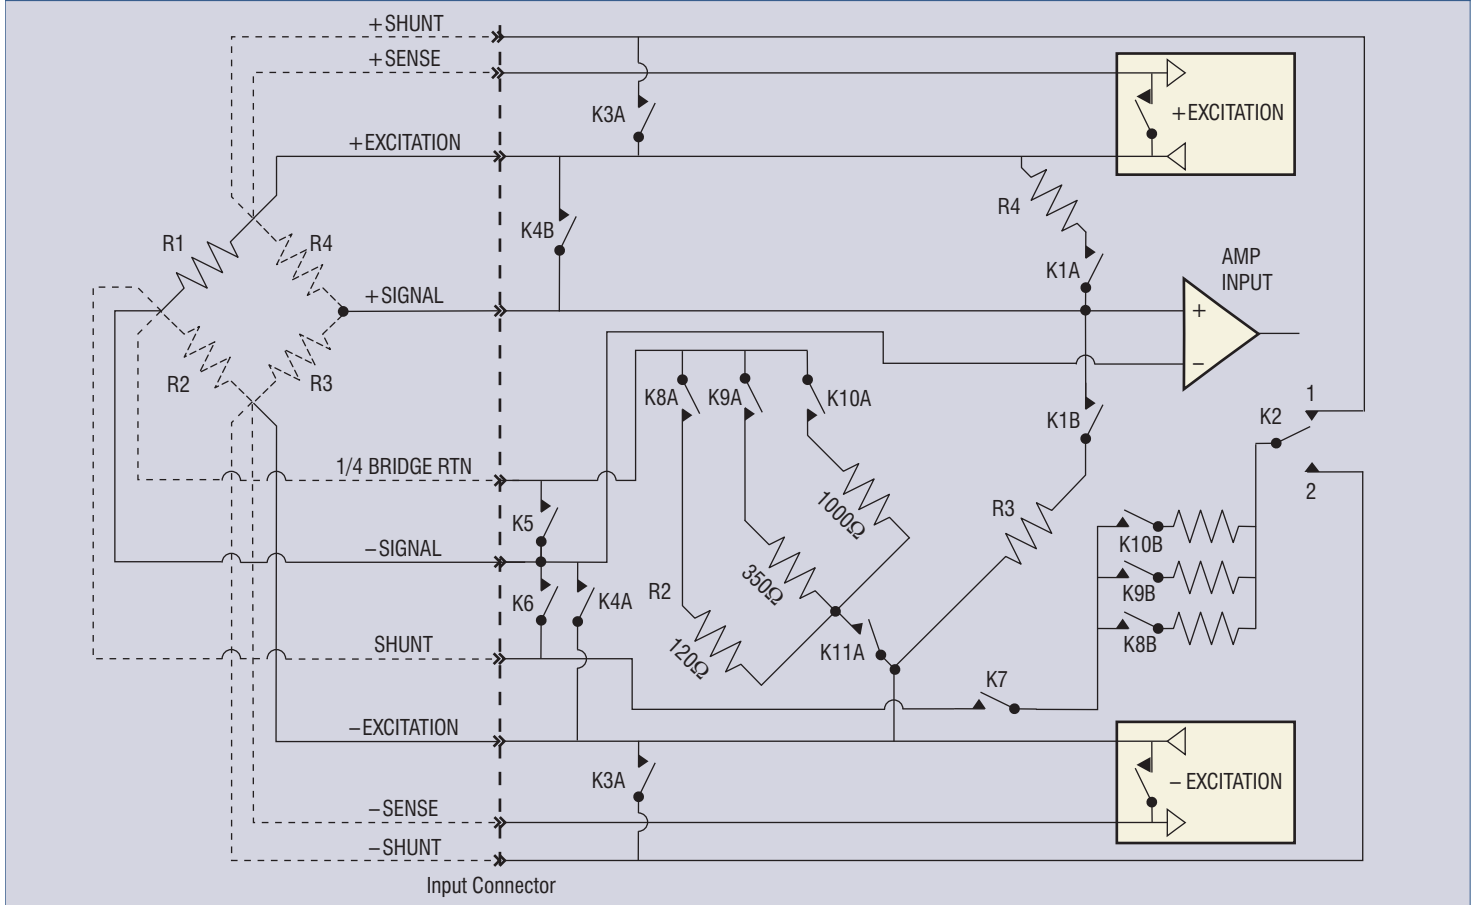 +SHUNT
+SENSE
K3A
+EXCITATION
+EXCITATION
R4
K4B
R1
R4
K1A
AMP
INPUT
+SIGNAL
+
−
R2
R3
K8A
K9A
K10A
K1B
1
K2
2
1/4 BRIDGE RTN
1000Ω
R3
K5
−SIGNAL
K10B
350Ω
K9B
K6
K4A
R2
K8B
SHUNT
120Ω
K11A
K7
−EXCITATION
K3A
− EXCITATION
−SENSE
−SHUNT
Input Connector